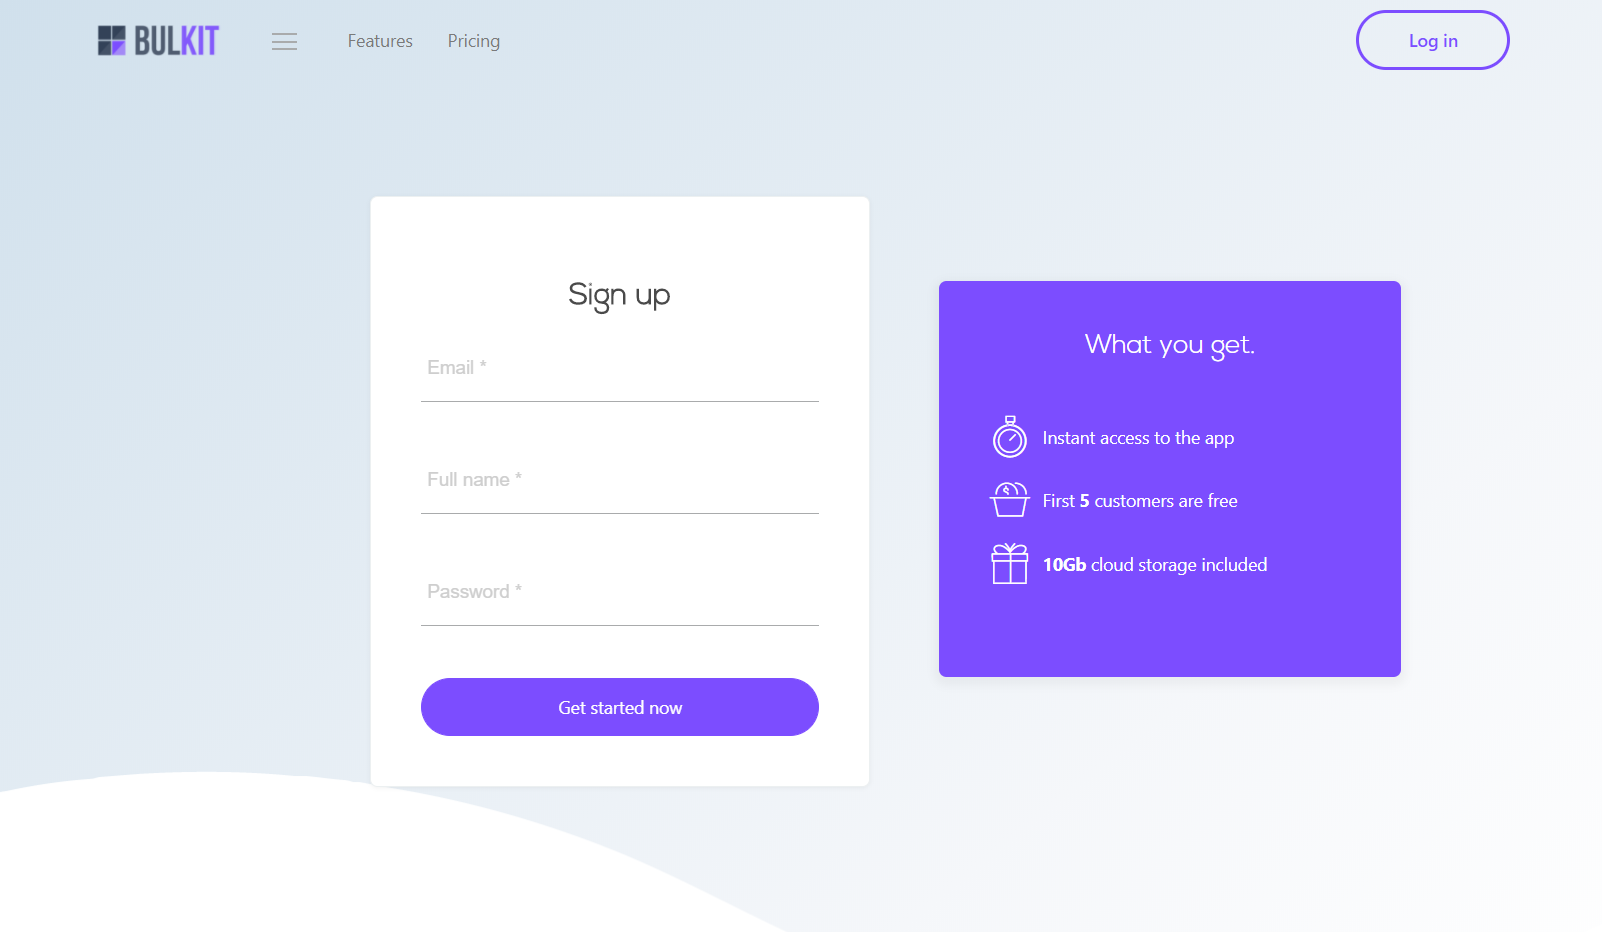 BULKIT
Features
Pricing
Log in
Sign up
Email *
Full name *
Password *
Get started now
What you get.
Instant access to the app
First 5 customers are free
10Gb cloud storage included